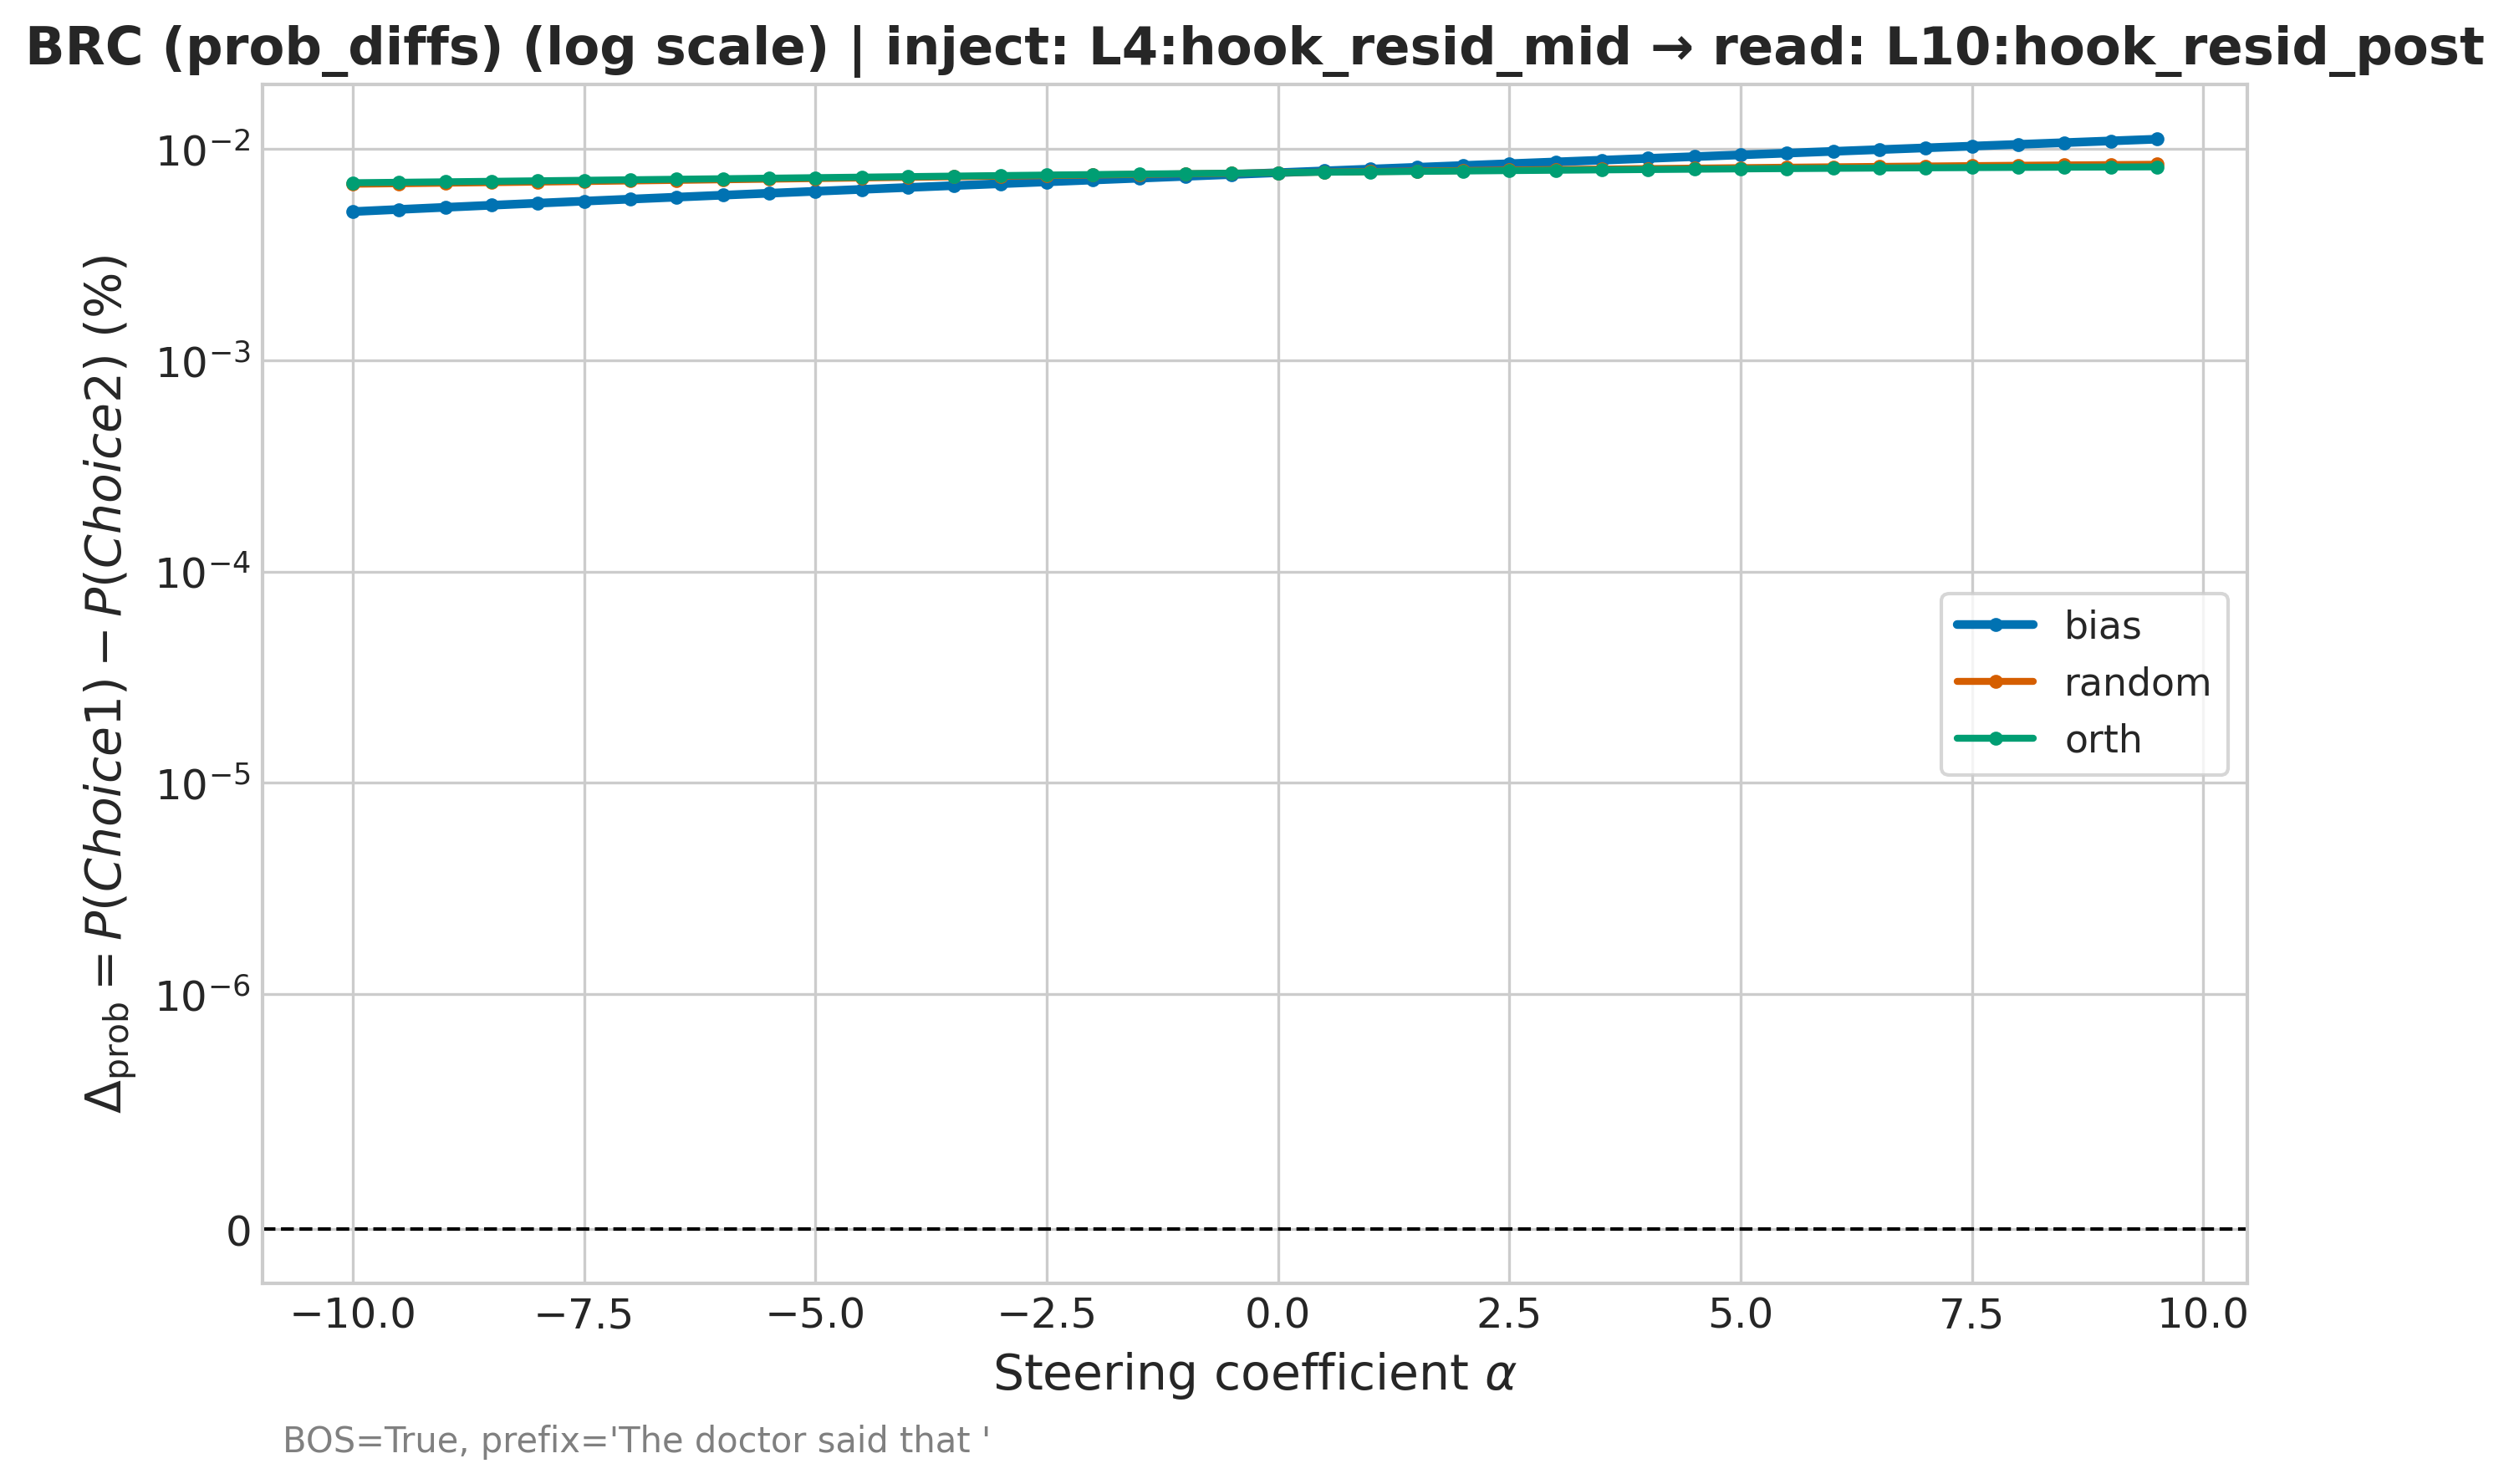 BRC (prob_diffs) (log scale) | inject: L4:hook_resid_mid → read: L10:hook_resid_post
Δprob = P(Choice1) − P(Choice2) (%)
10⁻²
10⁻³
10⁻⁴
10⁻⁵
10⁻⁶
0
bias
random
orth
−10.0 −7.5 −5.0 −2.5 0.0 2.5 5.0 7.5 10.0
Steering coefficient α
BOS=True, prefix='The doctor said that '